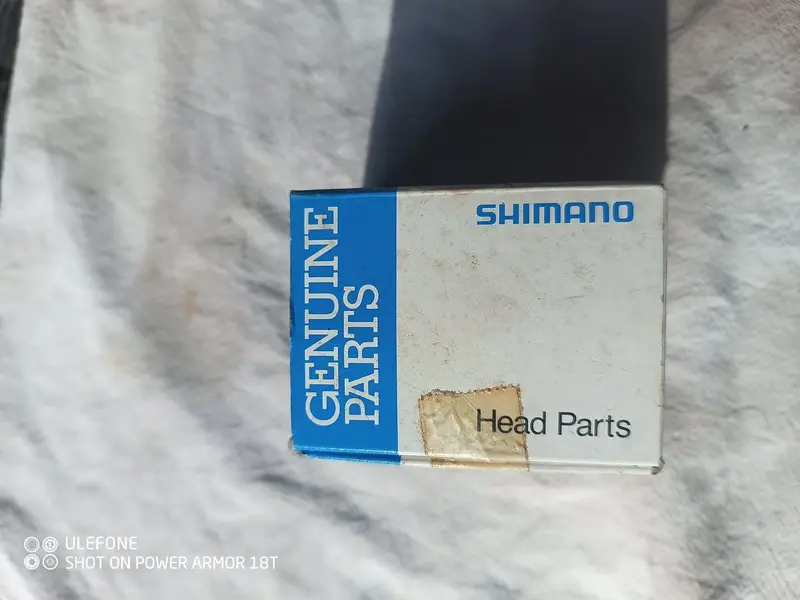 GENUINE
PARTS
SHIMANO
Head Parts
ULEFONE
SHOT ON POWER ARMOR 18T